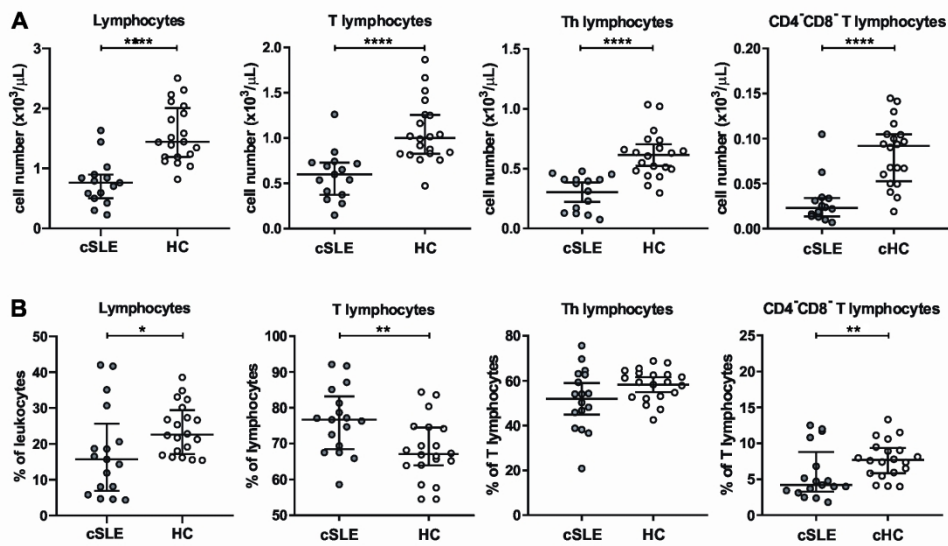 A
Lymphocytes
****
cell number (x10³/μL)
3
2
1
0
cSLE
HC
T lymphocytes
****
cell number (x10³/μL)
2.0
1.5
1.0
0.5
0.0
cSLE
HC
Th lymphocytes
****
cell number (x10³/μL)
1.5
1.0
0.5
0.0
cSLE
HC
CD4⁻CD8⁻ T lymphocytes
****
cell number (x10³/μL)
0.20
0.15
0.10
0.05
0.00
cSLE
cHC
B
Lymphocytes
*
% of leukocytes
50
40
30
20
10
0
cSLE
HC
T lymphocytes
**
% of lymphocytes
100
90
80
70
60
50
cSLE
HC
Th lymphocytes
% of T lymphocytes
80
60
40
20
0
cSLE
HC
CD4⁻CD8⁻ T lymphocytes
**
% of T lymphocytes
25
20
15
10
5
0
cSLE
cHC